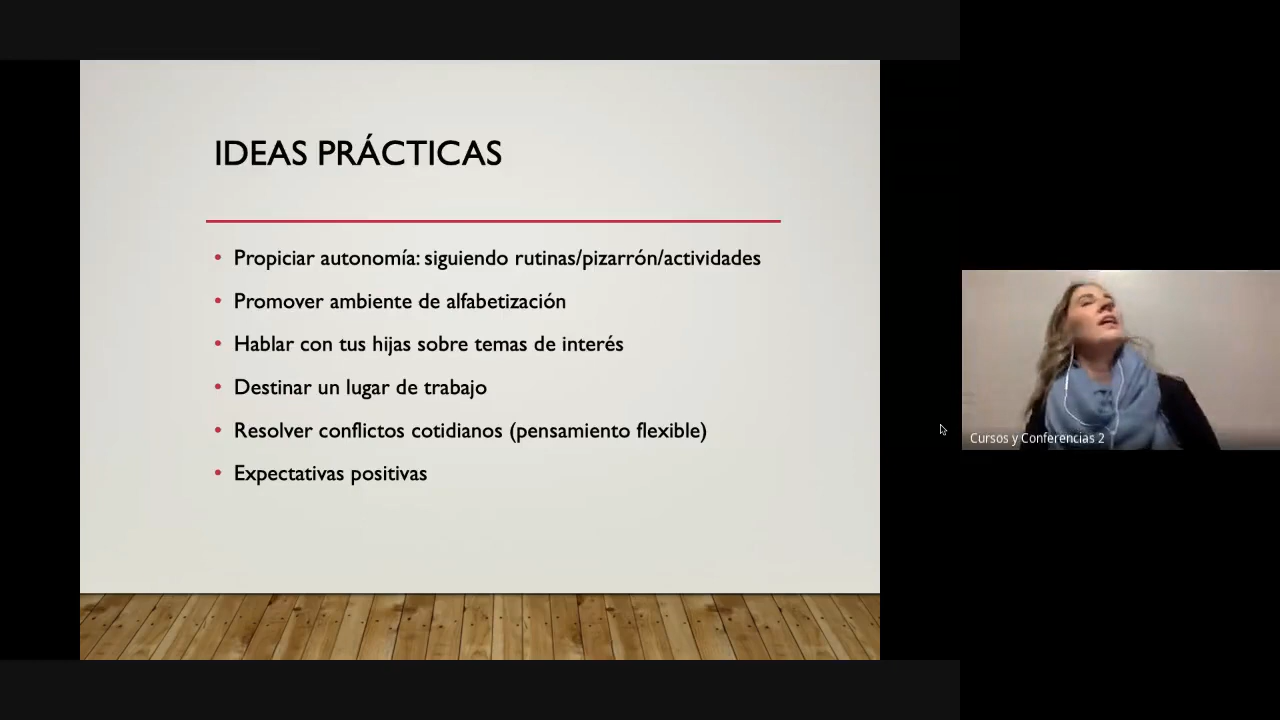 IDEAS PRÁCTICAS
• Propiciar autonomía: siguiendo rutinas/pizarrón/actividades
• Promover ambiente de alfabetización
• Hablar con tus hijas sobre temas de interés
• Destinar un lugar de trabajo
• Resolver conflictos cotidianos (pensamiento flexible)
• Expectativas positivas
Cursos y Conferencias 2